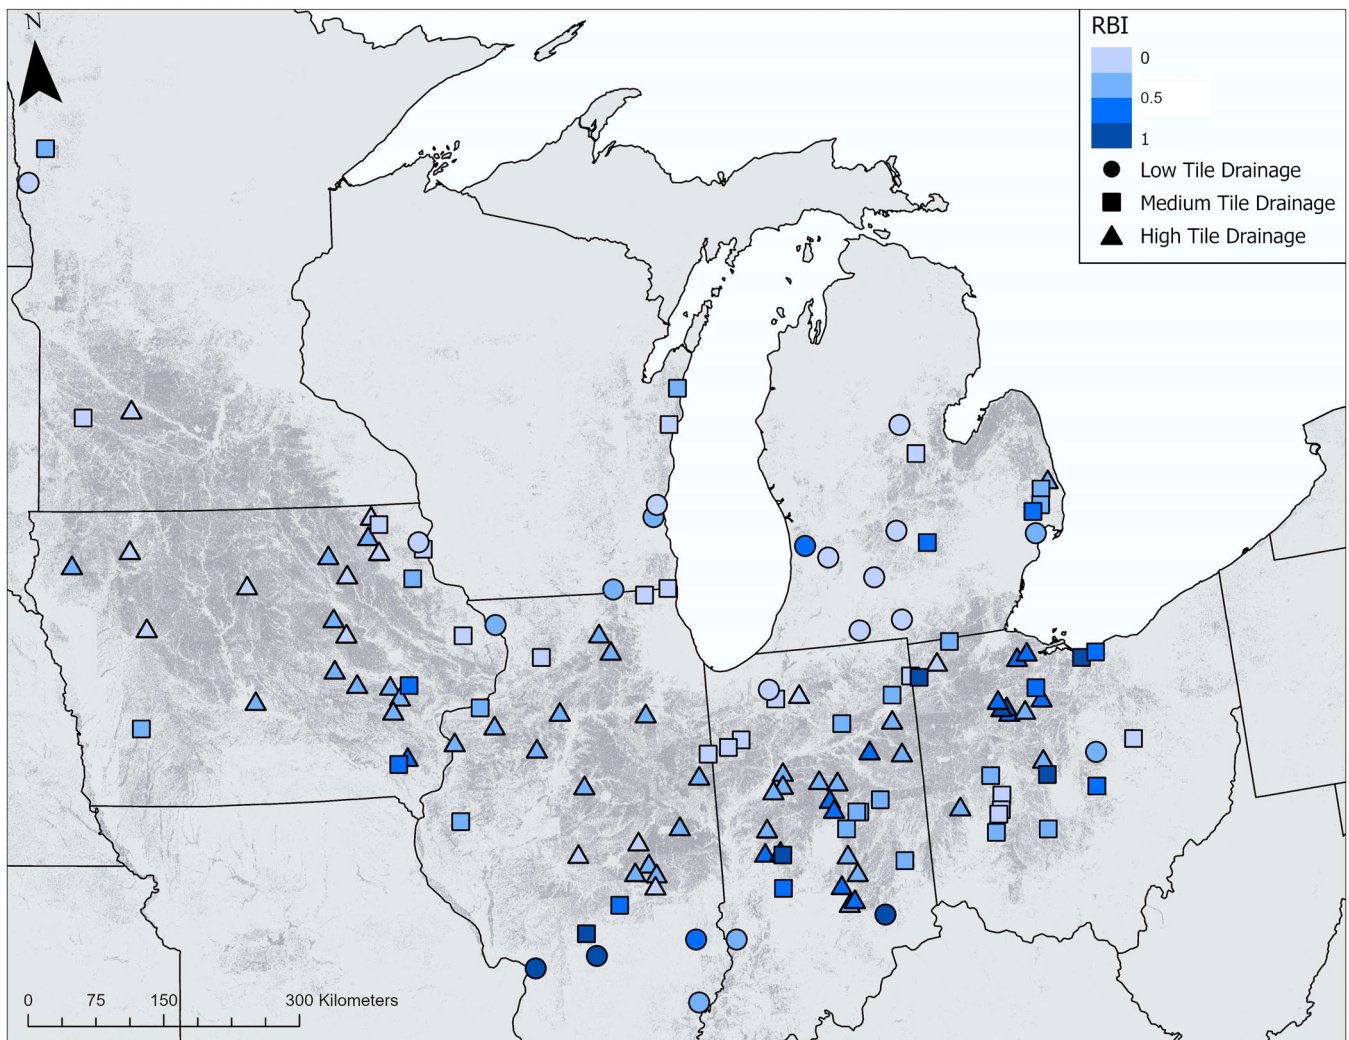 N
RBI
0
0.5
1
Low Tile Drainage
Medium Tile Drainage
High Tile Drainage
0 75 150 300 Kilometers